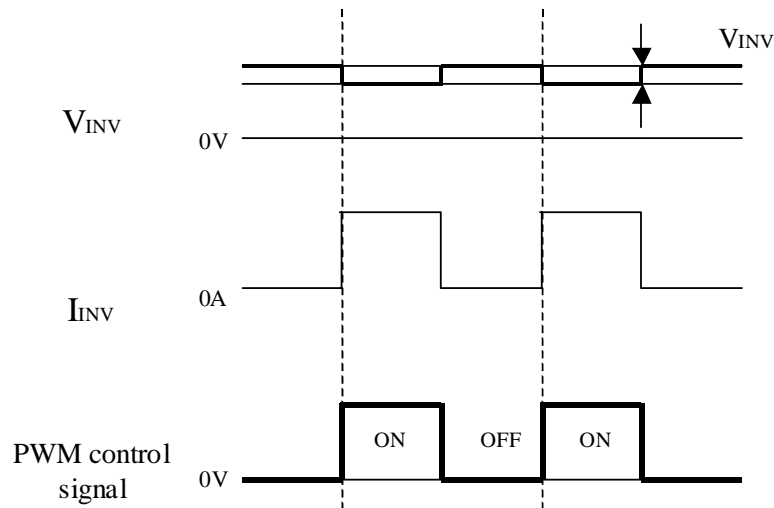 VINV
VINV
0V
0A
IINV
ON
OFF
ON
PWM control
signal
0V